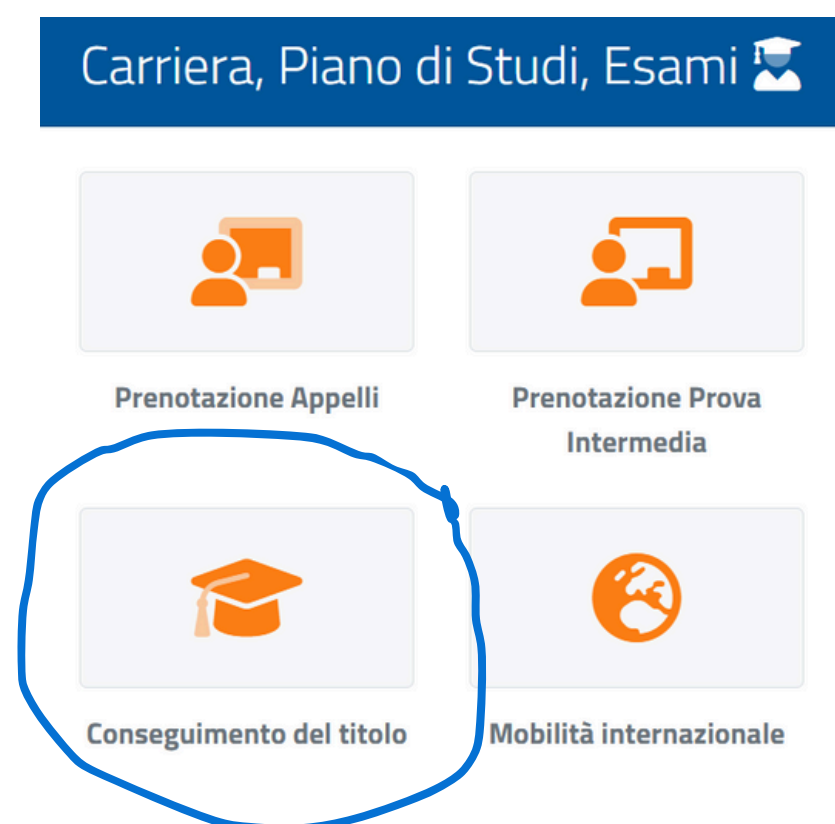 Carriera, Piano di Studi, Esami
Prenotazione Appelli
Prenotazione Prova
Intermedia
Conseguimento del titolo
Mobilità internazionale